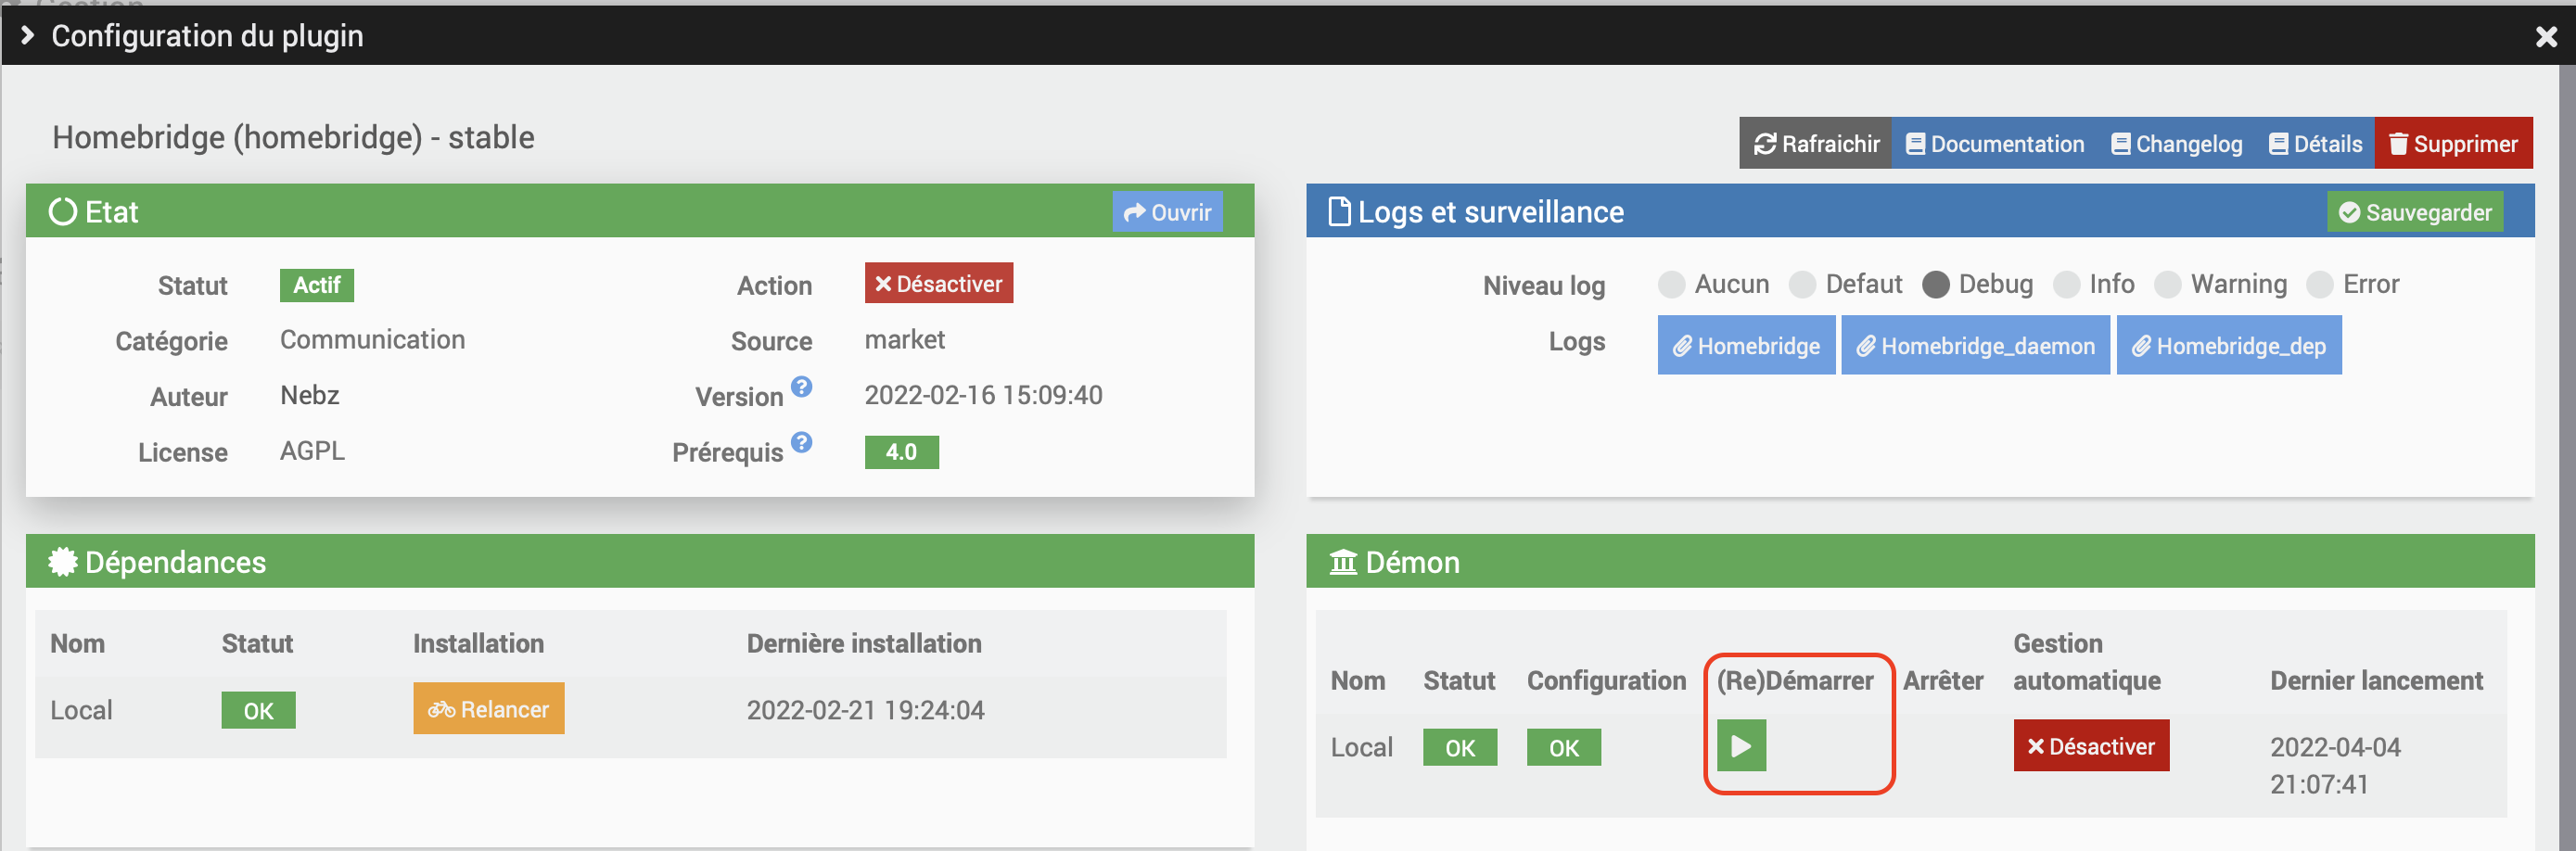 Configuration du plugin
Homebridge (homebridge) - stable
Rafraichir Documentation Changelog Détails Supprimer
Etat Ouvrir
Statut Actif Action Désactiver
Catégorie Communication Source market
Auteur Nebz Version 2022-02-16 15:09:40
License AGPL Prérequis 4.0
Logs et surveillance Sauvegarder
Niveau log Aucun Defaut Debug Info Warning Error
Logs Homebridge Homebridge_daemon Homebridge_dep
Dépendances
Nom Statut Installation Dernière installation
Local OK Relancer 2022-02-21 19:24:04
Démon
Nom Statut Configuration (Re)Démarrer Arrêter Gestion automatique Dernier lancement
Local OK OK Désactiver 2022-04-04
21:07:41